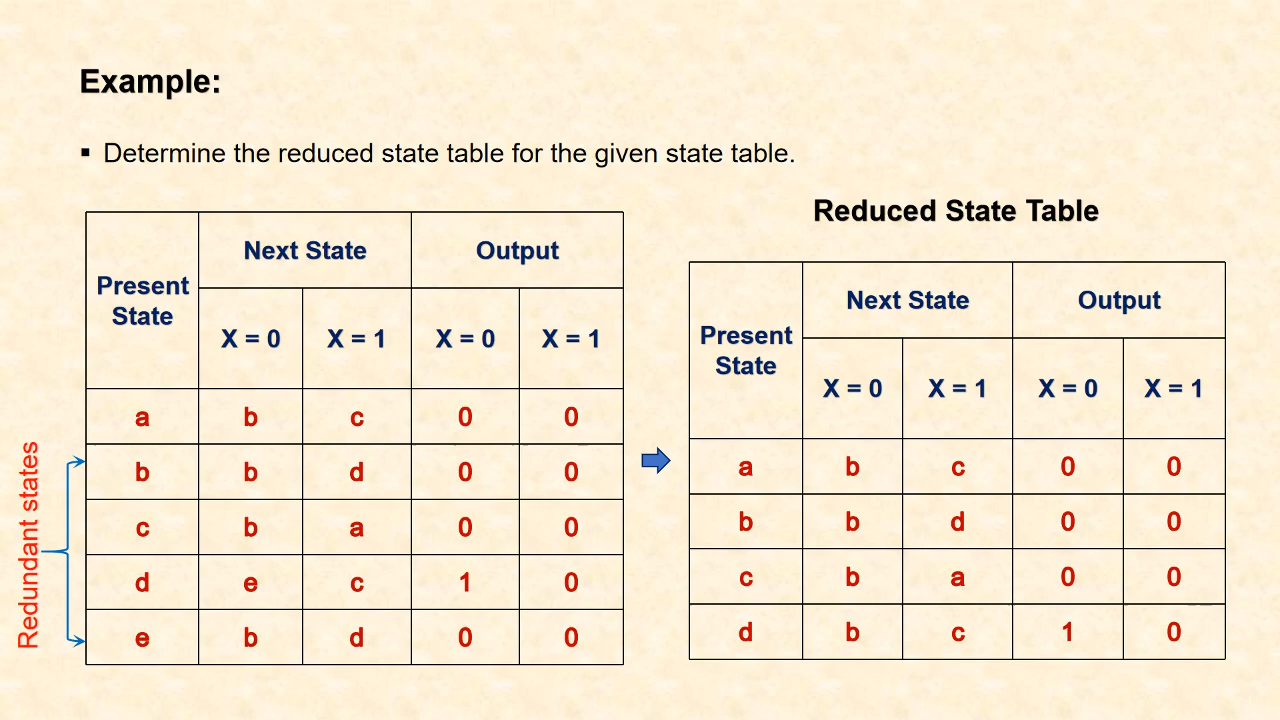 Example:
▪ Determine the reduced state table for the given state table.
Reduced State Table
Redundant states
Present State Next State Output
X = 0 X = 1 X = 0 X = 1
a b c 0 0
b b d 0 0
c b a 0 0
d e c 1 0
e b d 0 0
Present State Next State Output
X = 0 X = 1 X = 0 X = 1
a b c 0 0
b b d 0 0
c b a 0 0
d b c 1 0